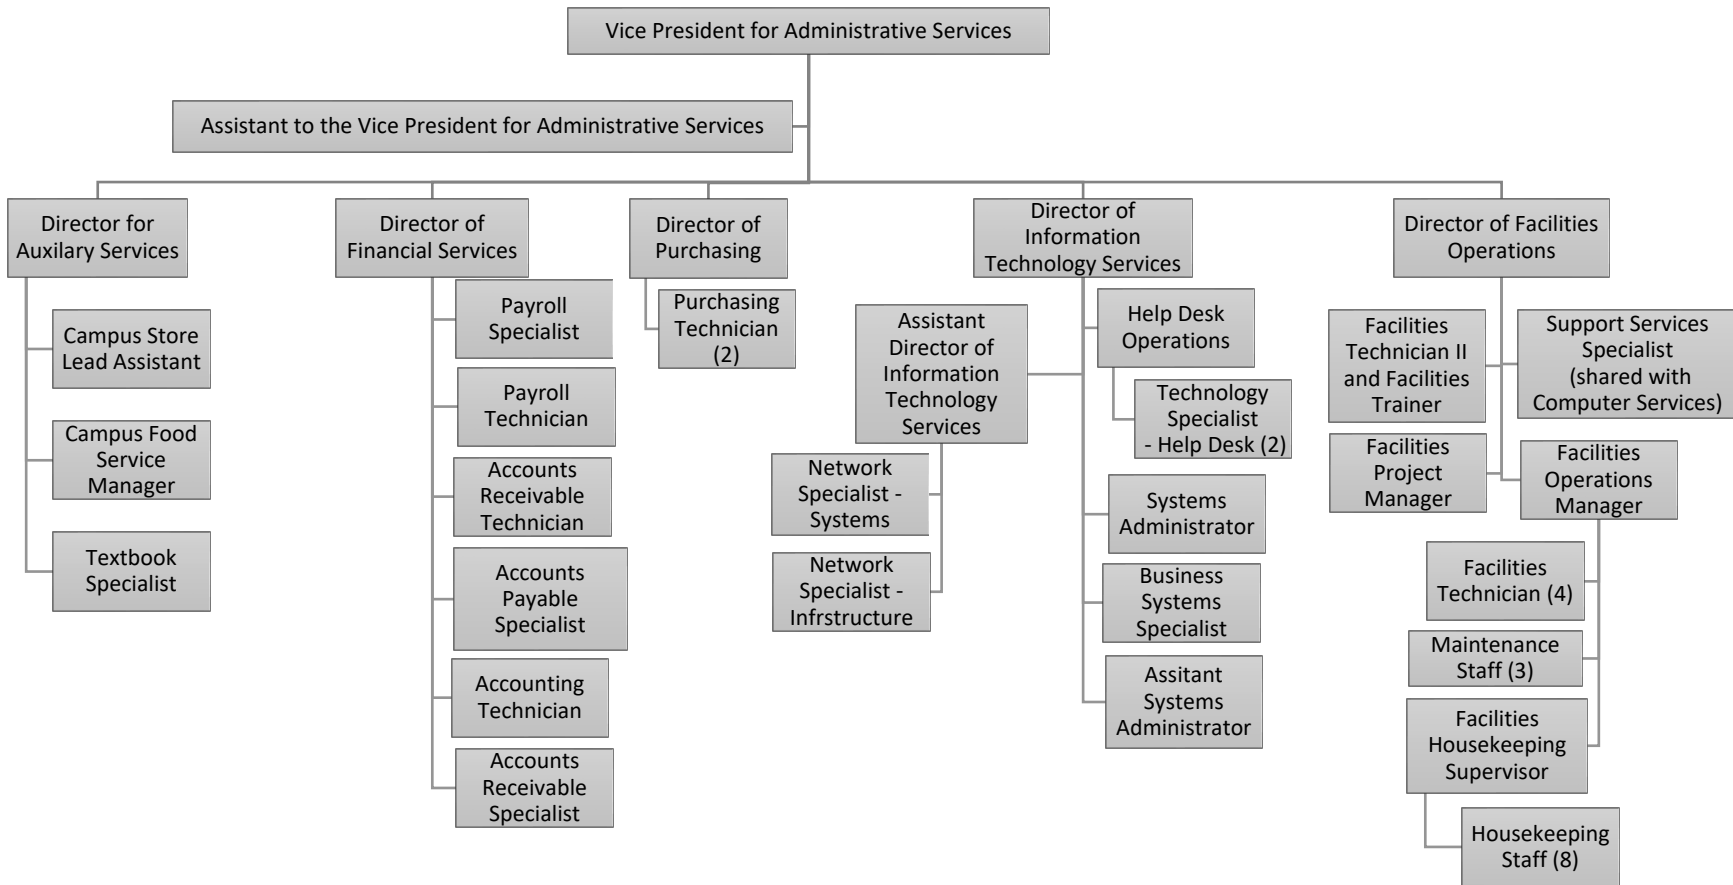 Vice President for Administrative Services
Assistant to the Vice President for Administrative Services
Director for
Auxilary Services
Campus Store
Lead Assistant
Campus Food
Service
Manager
Textbook
Specialist
Director of
Financial Services
Payroll
Specialist
Payroll
Technician
Accounts
Receivable
Technician
Accounts
Payable
Specialist
Accounting
Technician
Accounts
Receivable
Specialist
Director of
Purchasing
Purchasing
Technician
(2)
Director of
Information
Technology Services
Assistant
Director of
Information
Technology
Services
Network
Specialist -
Systems
Network
Specialist -
Infrstructure
Help Desk
Operations
Technology
Specialist
- Help Desk (2)
Systems
Administrator
Business
Systems
Specialist
Assitant
Systems
Administrator
Director of Facilities
Operations
Facilities
Technician II
and Facilities
Trainer
Support Services
Specialist
(shared with
Computer Services)
Facilities
Project
Manager
Facilities
Operations
Manager
Facilities
Technician (4)
Maintenance
Staff (3)
Facilities
Housekeeping
Supervisor
Housekeeping
Staff (8)